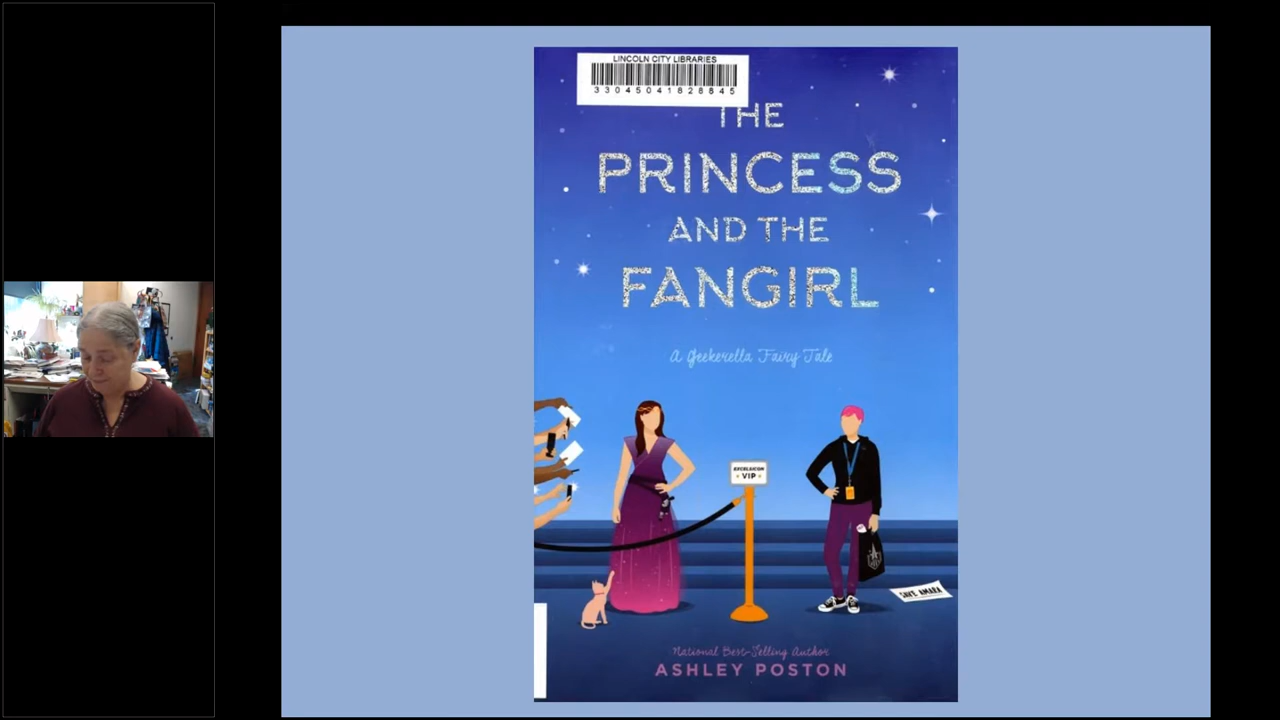 LINCOLN CITY LIBRARIES
33045041828845
THE
PRINCESS
AND THE
FANGIRL
A Geekerella Fairy Tale
EXCELSICON
VIP
SAVE AMARA
National Best-Selling Author
ASHLEY POSTON